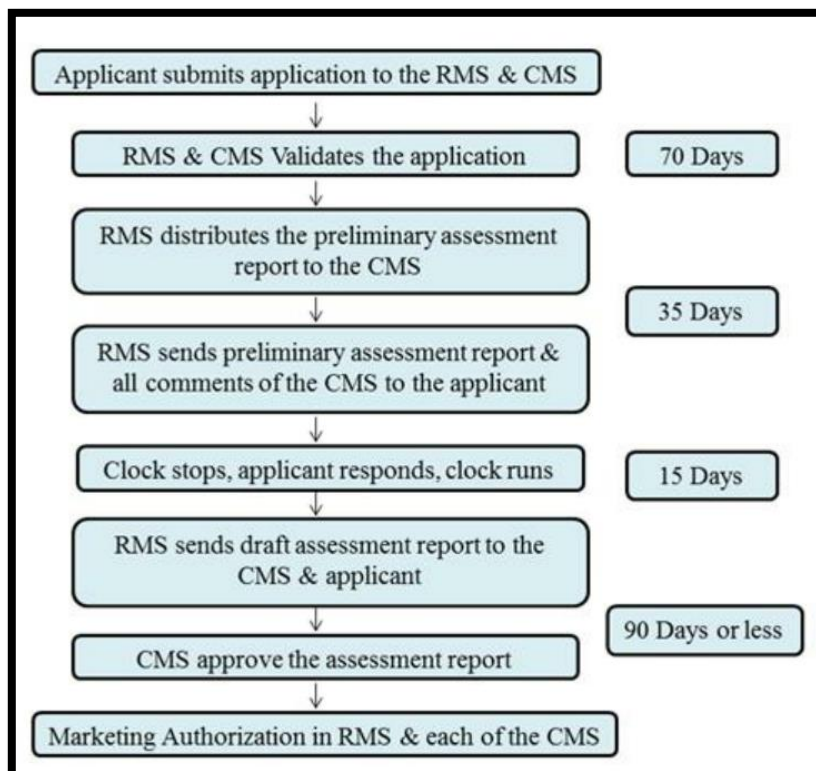 Applicant submits application to the RMS & CMS
RMS & CMS Validates the application
70 Days
RMS distributes the preliminary assessment
report to the CMS
35 Days
RMS sends preliminary assessment report &
all comments of the CMS to the applicant
Clock stops, applicant responds, clock runs
15 Days
RMS sends draft assessment report to the
CMS & applicant
90 Days or less
CMS approve the assessment report
Marketing Authorization in RMS & each of the CMS